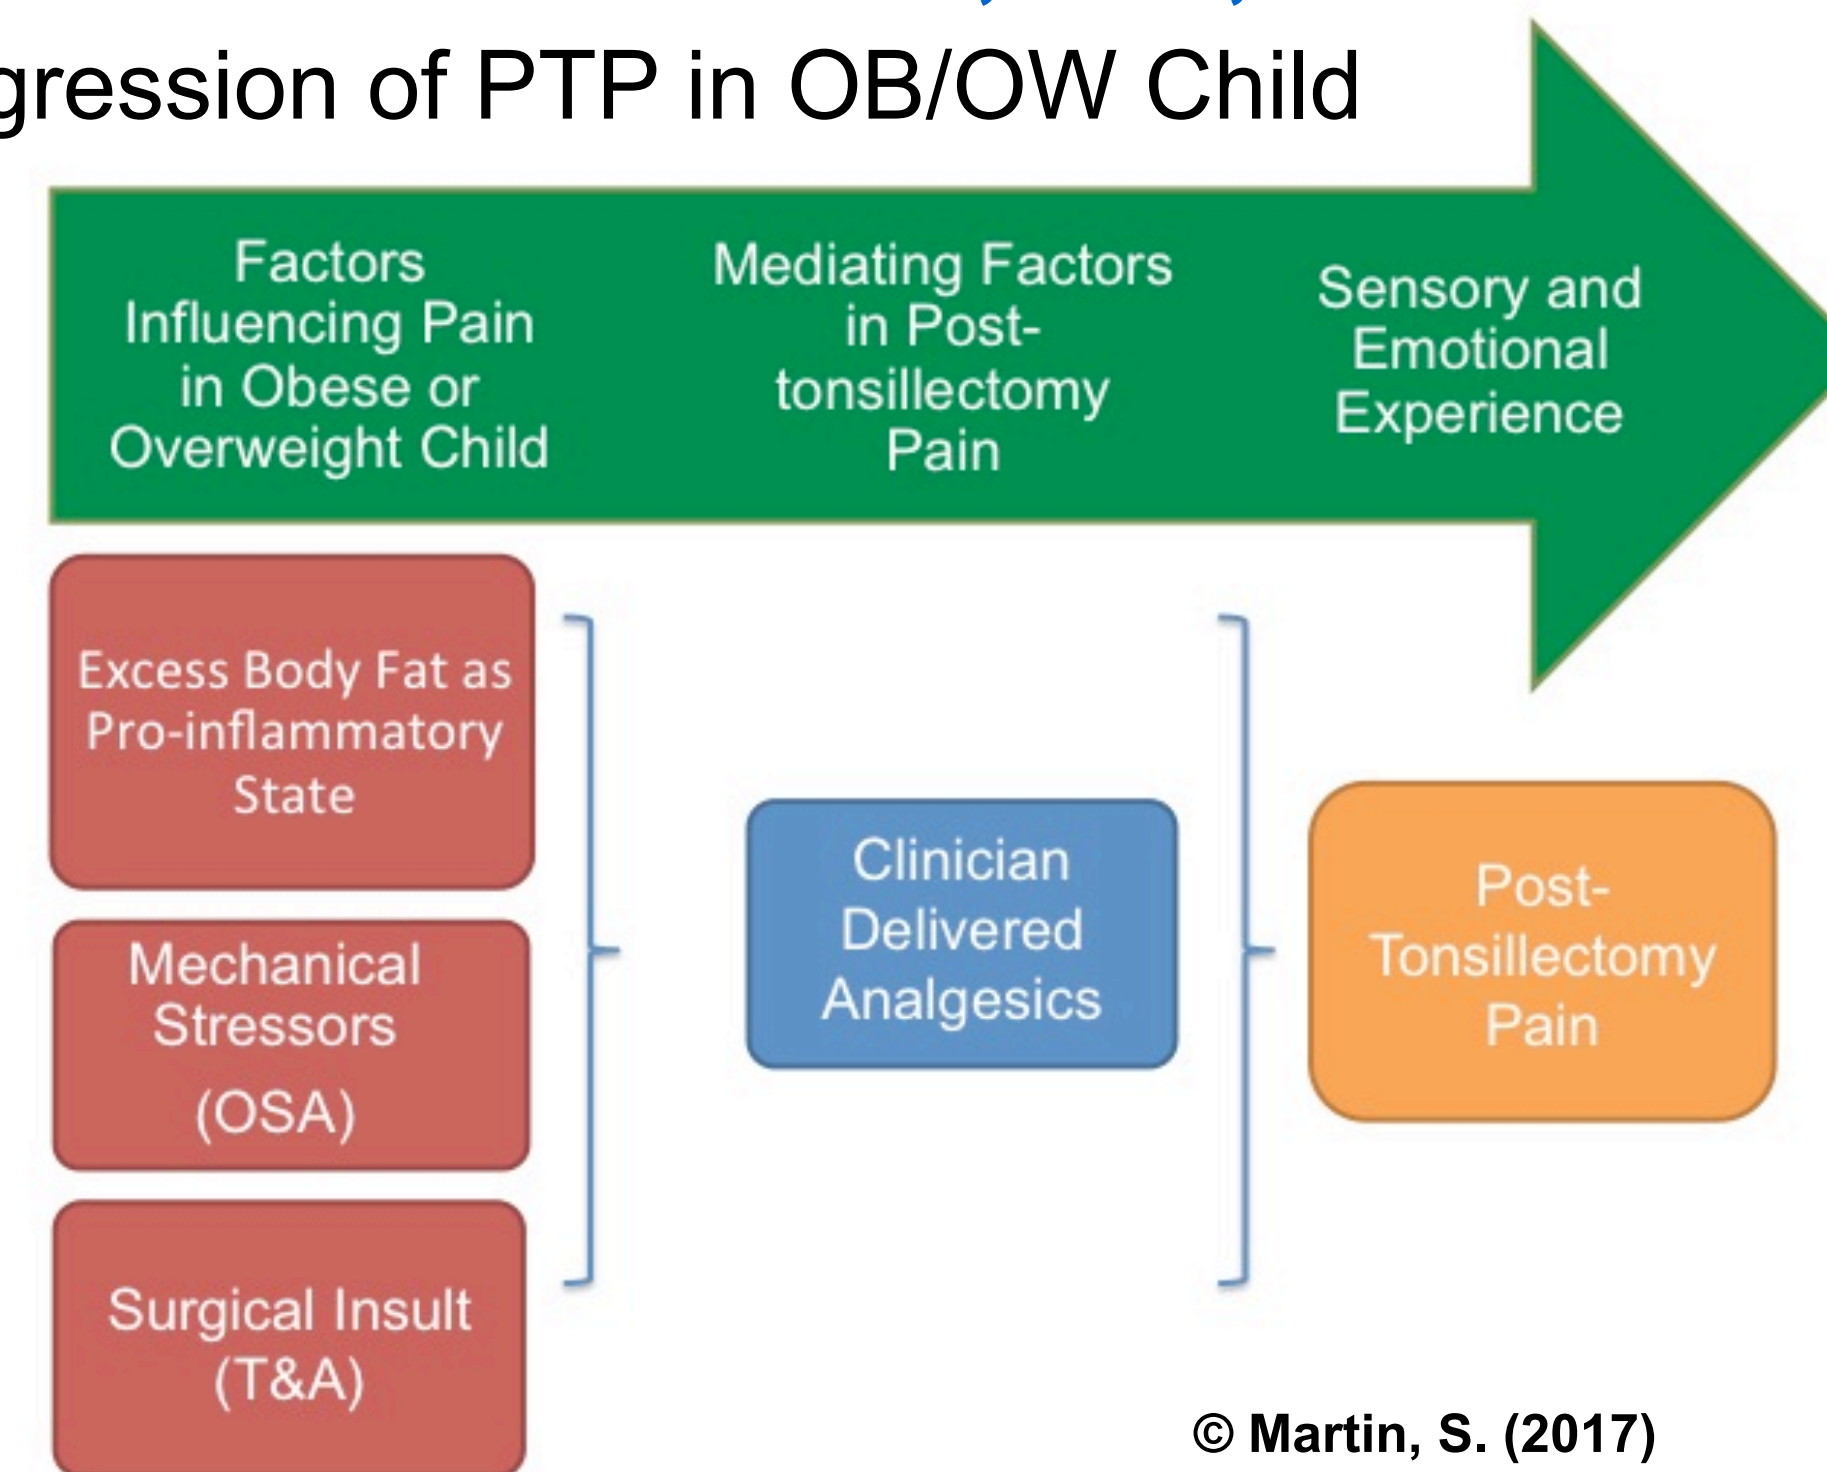 gression of PTP in OB/OW Child
Factors
Influencing Pain
in Obese or
Overweight Child
Mediating Factors
in Post-
tonsillectomy
Pain
Sensory and
Emotional
Experience
Excess Body Fat as
Pro-inflammatory
State
Mechanical
Stressors
(OSA)
Surgical Insult
(T&A)
Clinician
Delivered
Analgesics
Post-
Tonsillectomy
Pain
© Martin, S. (2017)